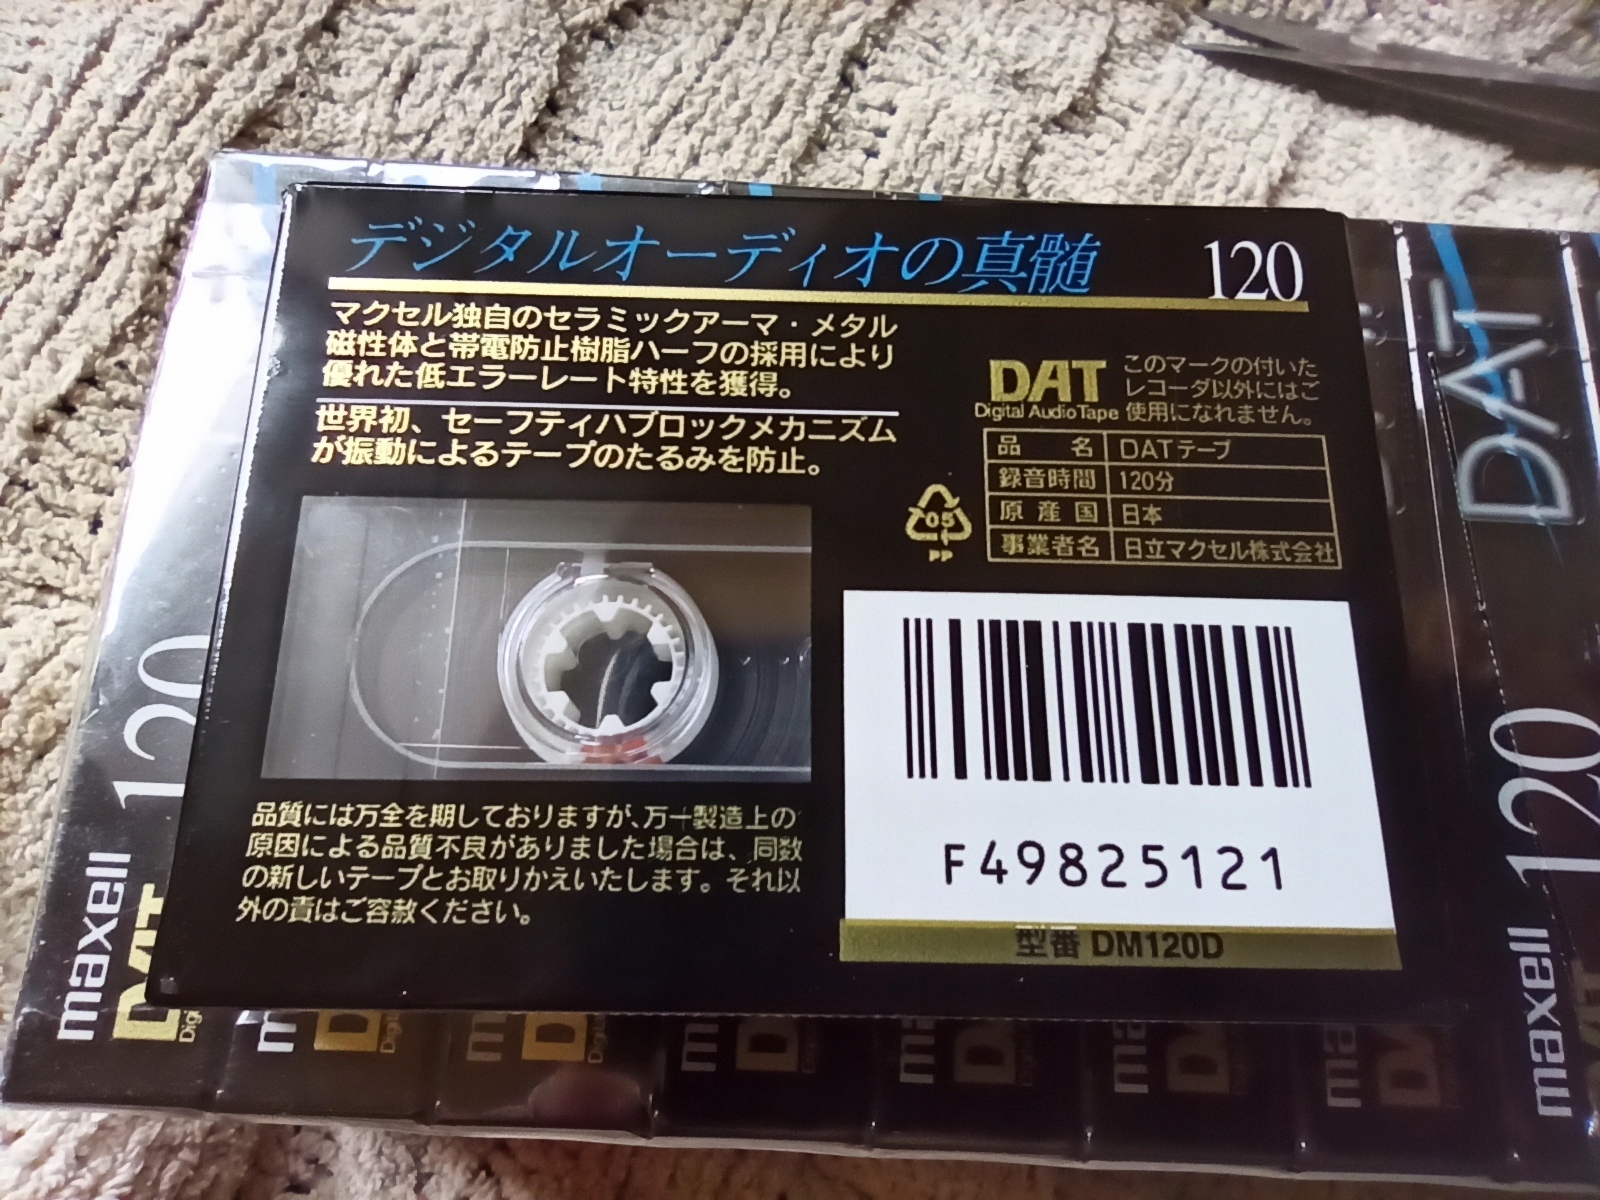 デジタルオーディオの真髄 120
マクセル独自のセラミックアーマ・メタル
磁性体と帯電防止樹脂ハーフの採用により
優れた低エラーレート特性を獲得。
世界初、セーフティハブロックメカニズム
が振動によるテープのたるみを防止。
DAT
Digital Audio Tape
このマークの付いた
レコーダ以外にはご
使用になれません。
品名 DATテープ
録音時間 120分
原産国 日本
事業者名 日立マクセル株式会社
05
PP
F49825121
型番 DM120D
品質には万全を期しておりますが、万一製造上の
原因による品質不良がありました場合は、同数
の新しいテープとお取りかえいたします。それ以
外の責はご容赦ください。
maxell
DAT
120
maxell
120
DAT